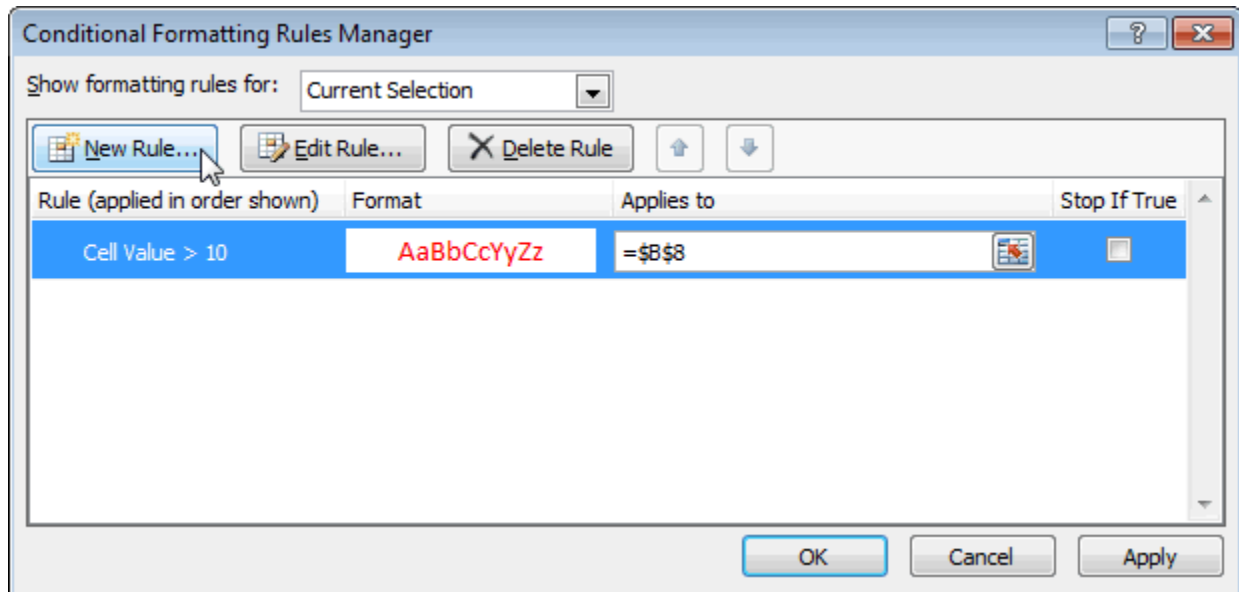 Conditional Formatting Rules Manager
Show formatting rules for: Current Selection
New Rule... Edit Rule... Delete Rule
Rule (applied in order shown) Format Applies to Stop If True
Cell Value > 10 AaBbCcYyZz =$B$8
OK Cancel Apply